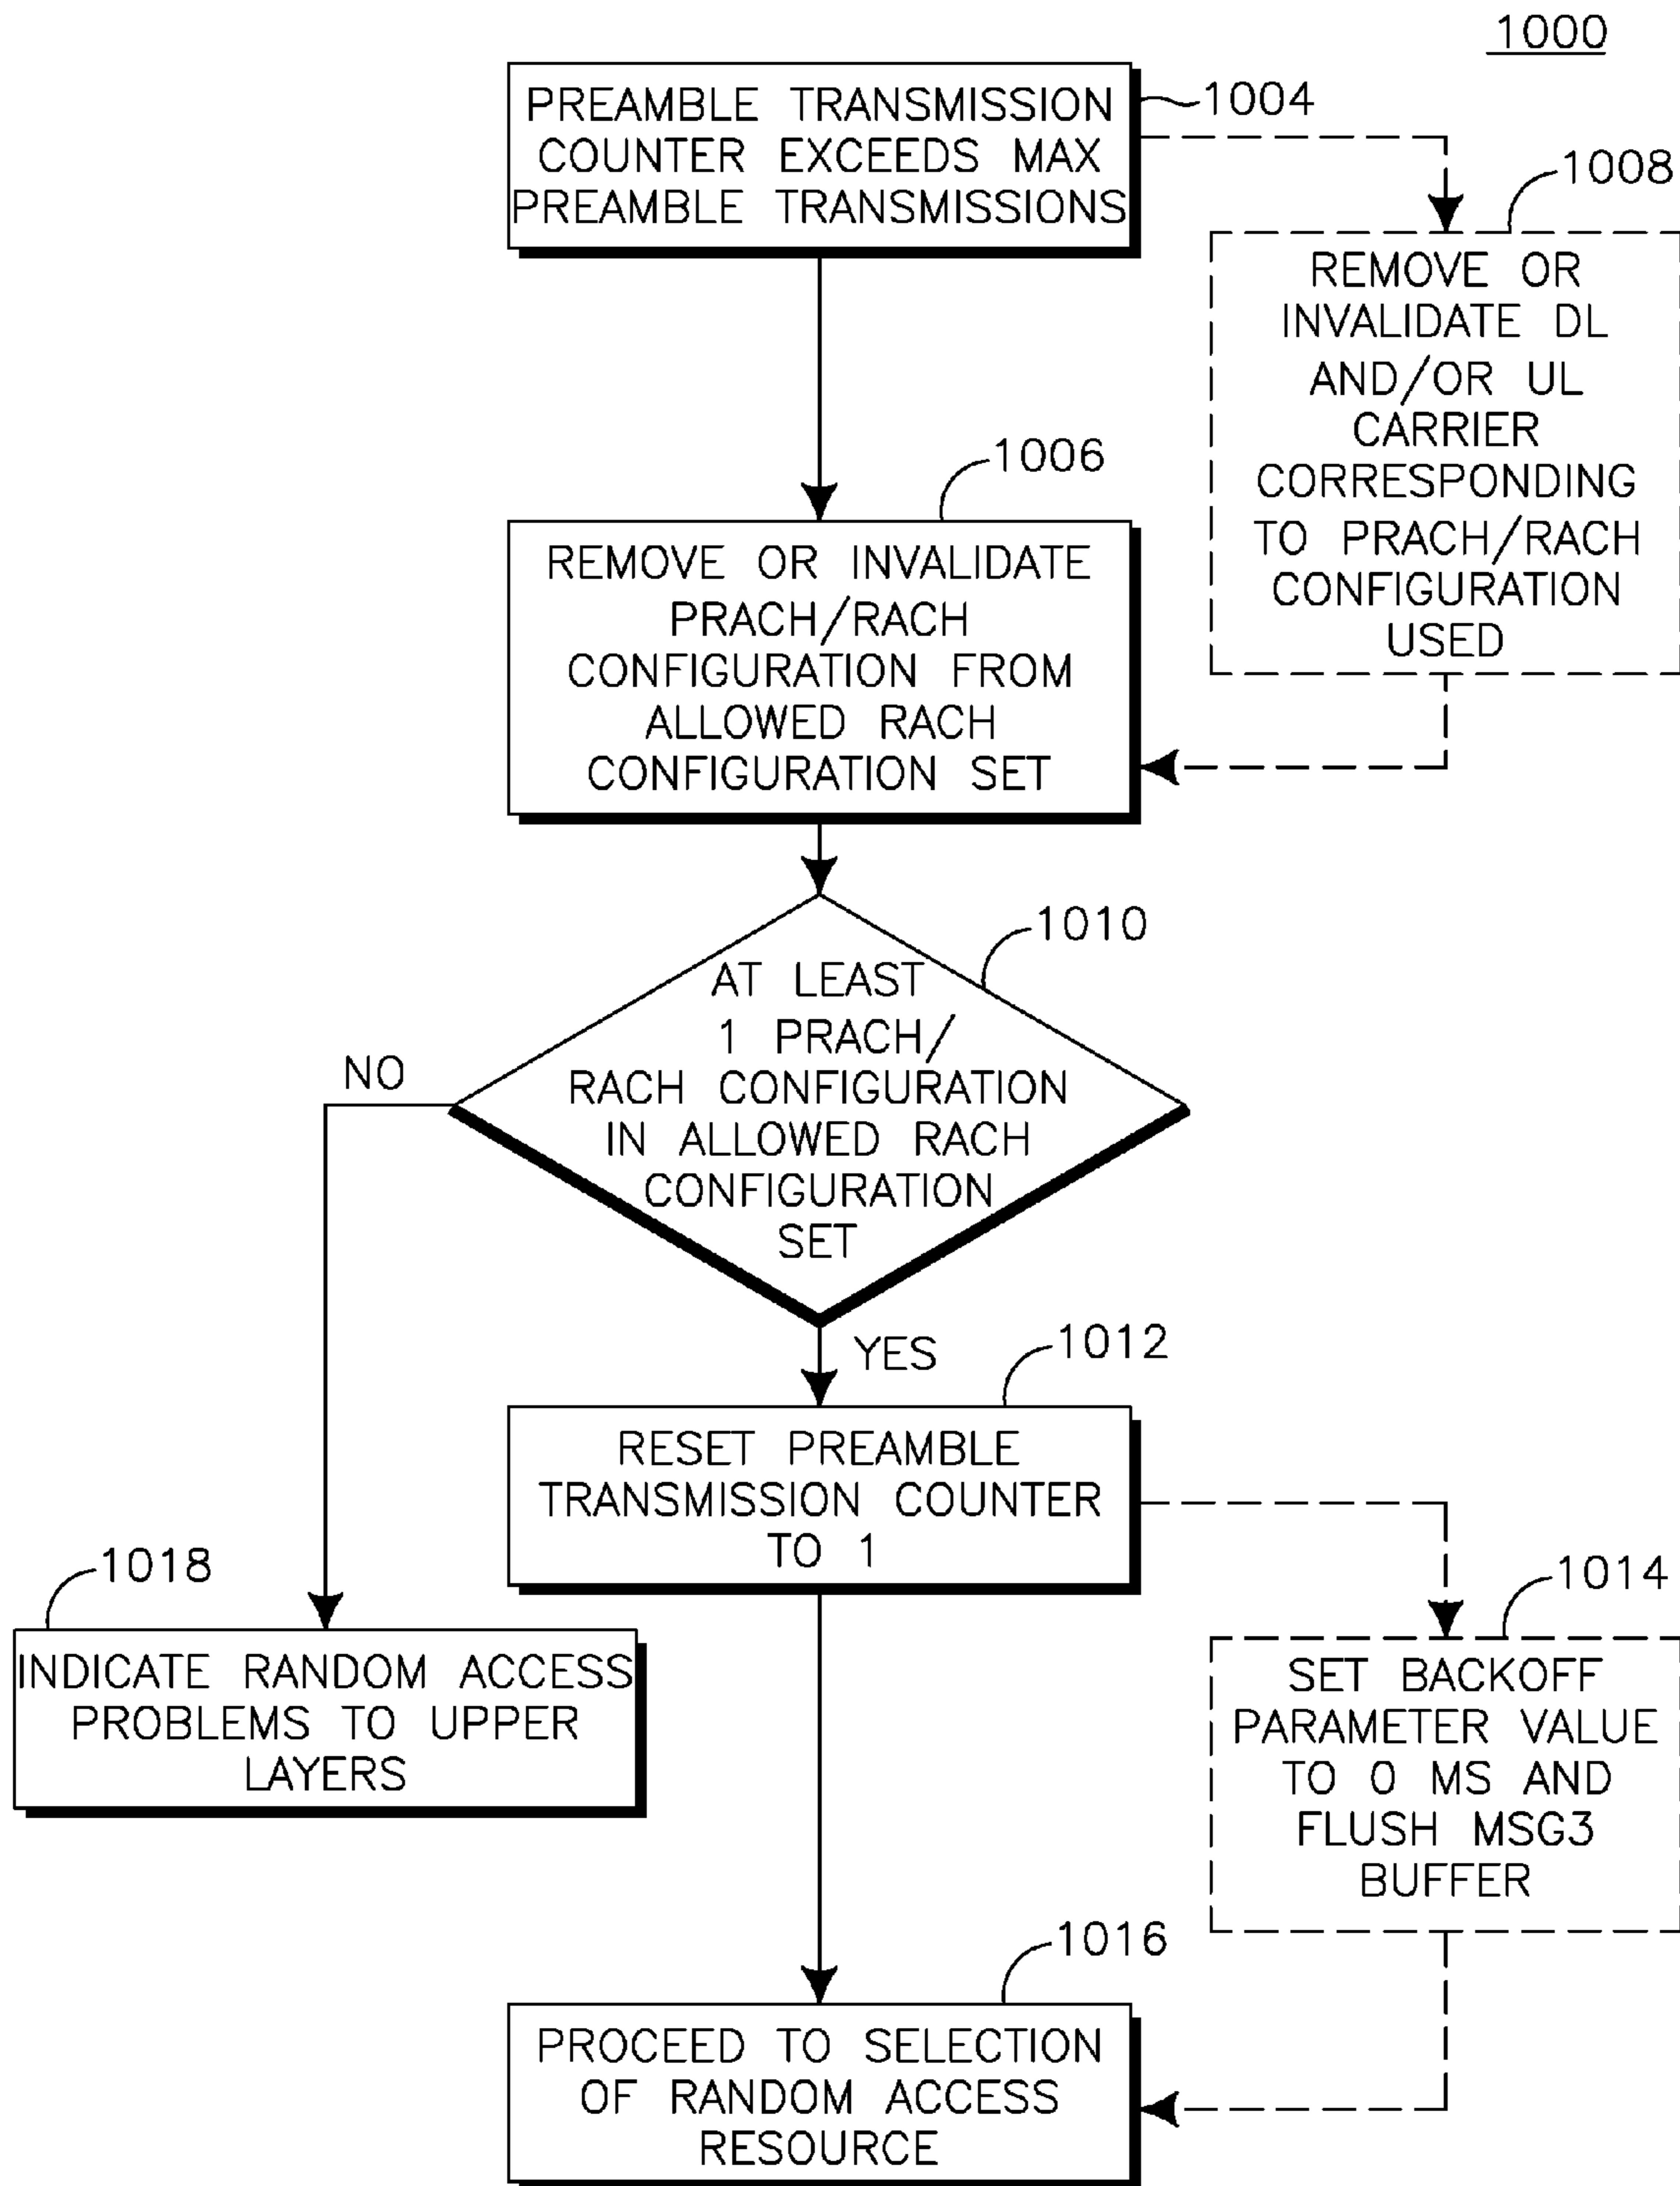 1000
PREAMBLE TRANSMISSION
COUNTER EXCEEDS MAX
PREAMBLE TRANSMISSIONS
1004
1008
REMOVE OR
INVALIDATE DL
AND/OR UL
CARRIER
CORRESPONDING
TO PRACH/RACH
CONFIGURATION
USED
1006
REMOVE OR INVALIDATE
PRACH/RACH
CONFIGURATION FROM
ALLOWED RACH
CONFIGURATION SET
1010
AT LEAST
1 PRACH/
RACH CONFIGURATION
IN ALLOWED RACH
CONFIGURATION
SET
NO
YES
1012
RESET PREAMBLE
TRANSMISSION COUNTER
TO 1
1018
INDICATE RANDOM ACCESS
PROBLEMS TO UPPER
LAYERS
1014
SET BACKOFF
PARAMETER VALUE
TO 0 MS AND
FLUSH MSG3
BUFFER
1016
PROCEED TO SELECTION
OF RANDOM ACCESS
RESOURCE